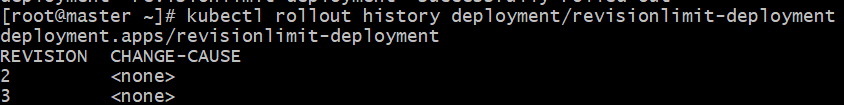 [root@master ~]# kubectl rollout history deployment/revisionlimit-deployment
deployment.apps/revisionlimit-deployment
REVISION  CHANGE-CAUSE
2         <none>
3         <none>